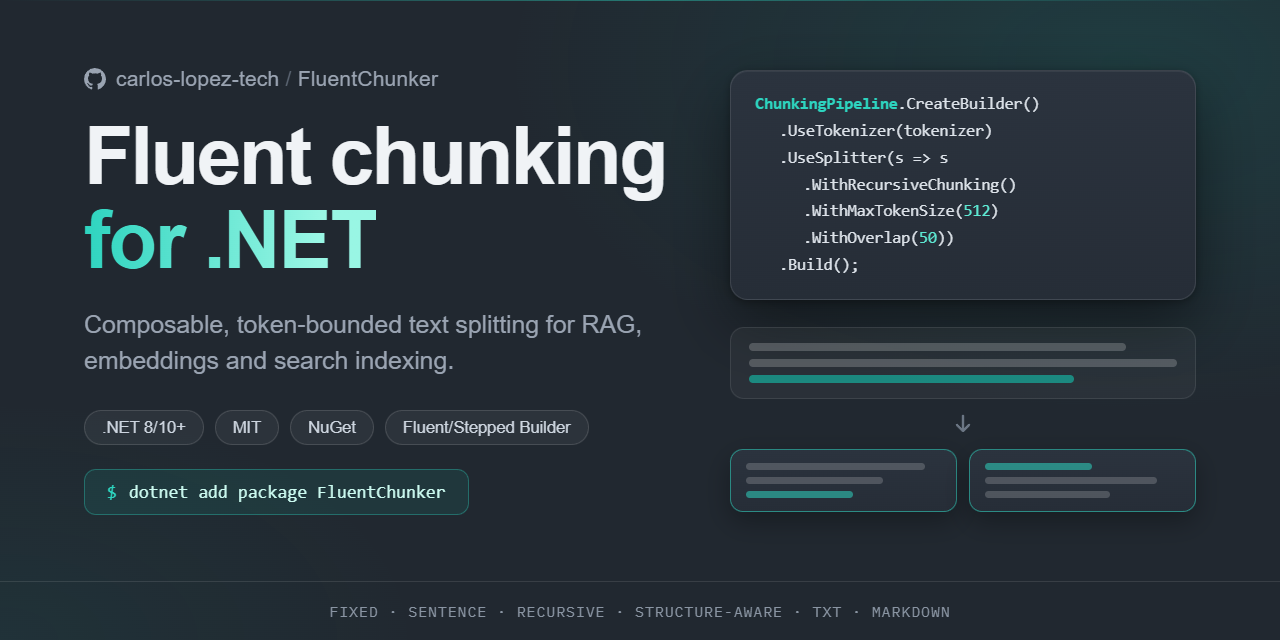 carlos-lopez-tech / FluentChunker
Fluent chunking
for .NET
Composable, token-bounded text splitting for RAG,
embeddings and search indexing.
.NET 8/10+
MIT
NuGet
Fluent/Stepped Builder
$ dotnet add package FluentChunker
ChunkingPipeline.CreateBuilder()
.UseTokenizer(tokenizer)
.UseSplitter(s => s
.WithRecursiveChunking()
.WithMaxTokenSize(512)
.WithOverlap(50))
.Build();
FIXED · SENTENCE · RECURSIVE · STRUCTURE-AWARE · TXT · MARKDOWN